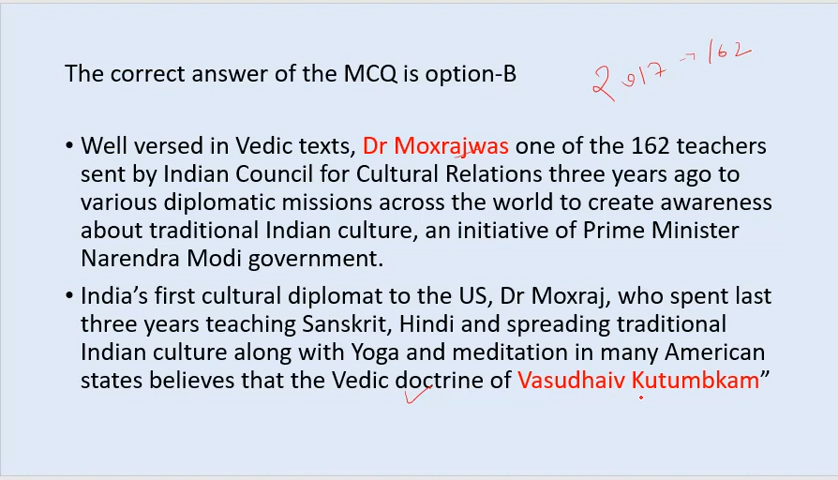 The correct answer of the MCQ is option-B
2017 → 162
• Well versed in Vedic texts, Dr Moxrajwas one of the 162 teachers
sent by Indian Council for Cultural Relations three years ago to
various diplomatic missions across the world to create awareness
about traditional Indian culture, an initiative of Prime Minister
Narendra Modi government.
• India’s first cultural diplomat to the US, Dr Moxraj, who spent last
three years teaching Sanskrit, Hindi and spreading traditional
Indian culture along with Yoga and meditation in many American
states believes that the Vedic doctrine of Vasudhaiv Kutumbkam”